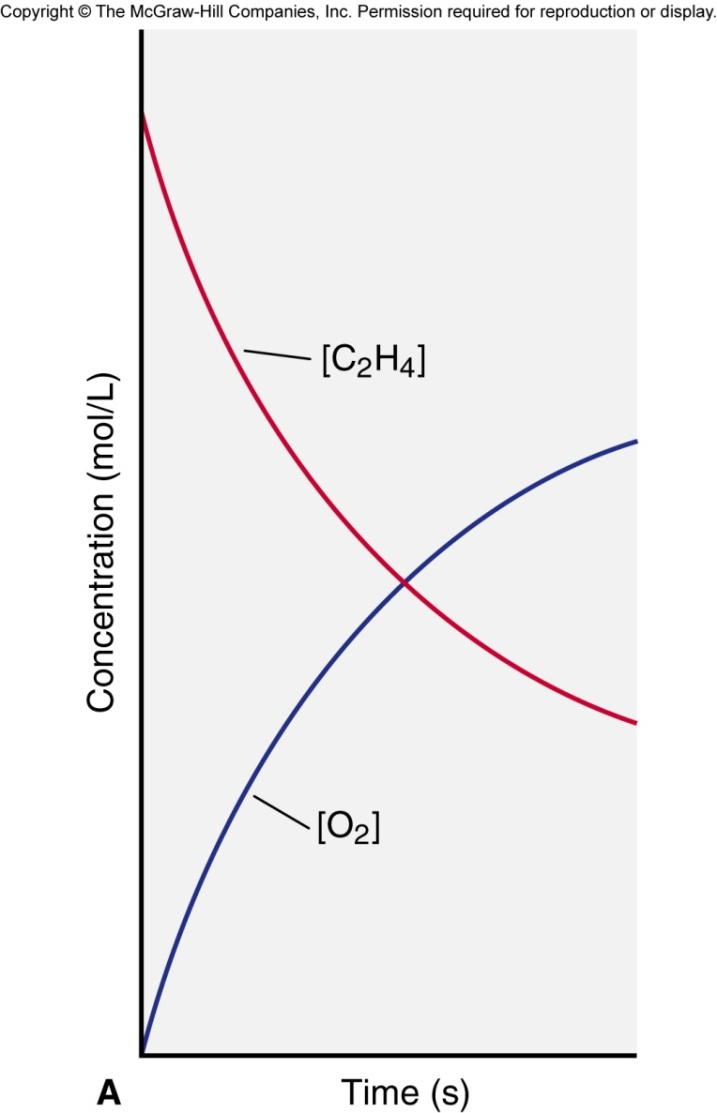 Copyright © The McGraw-Hill Companies, Inc. Permission required for reproduction or display.
[C₂H₄]
Concentration (mol/L)
[O₂]
A
Time (s)